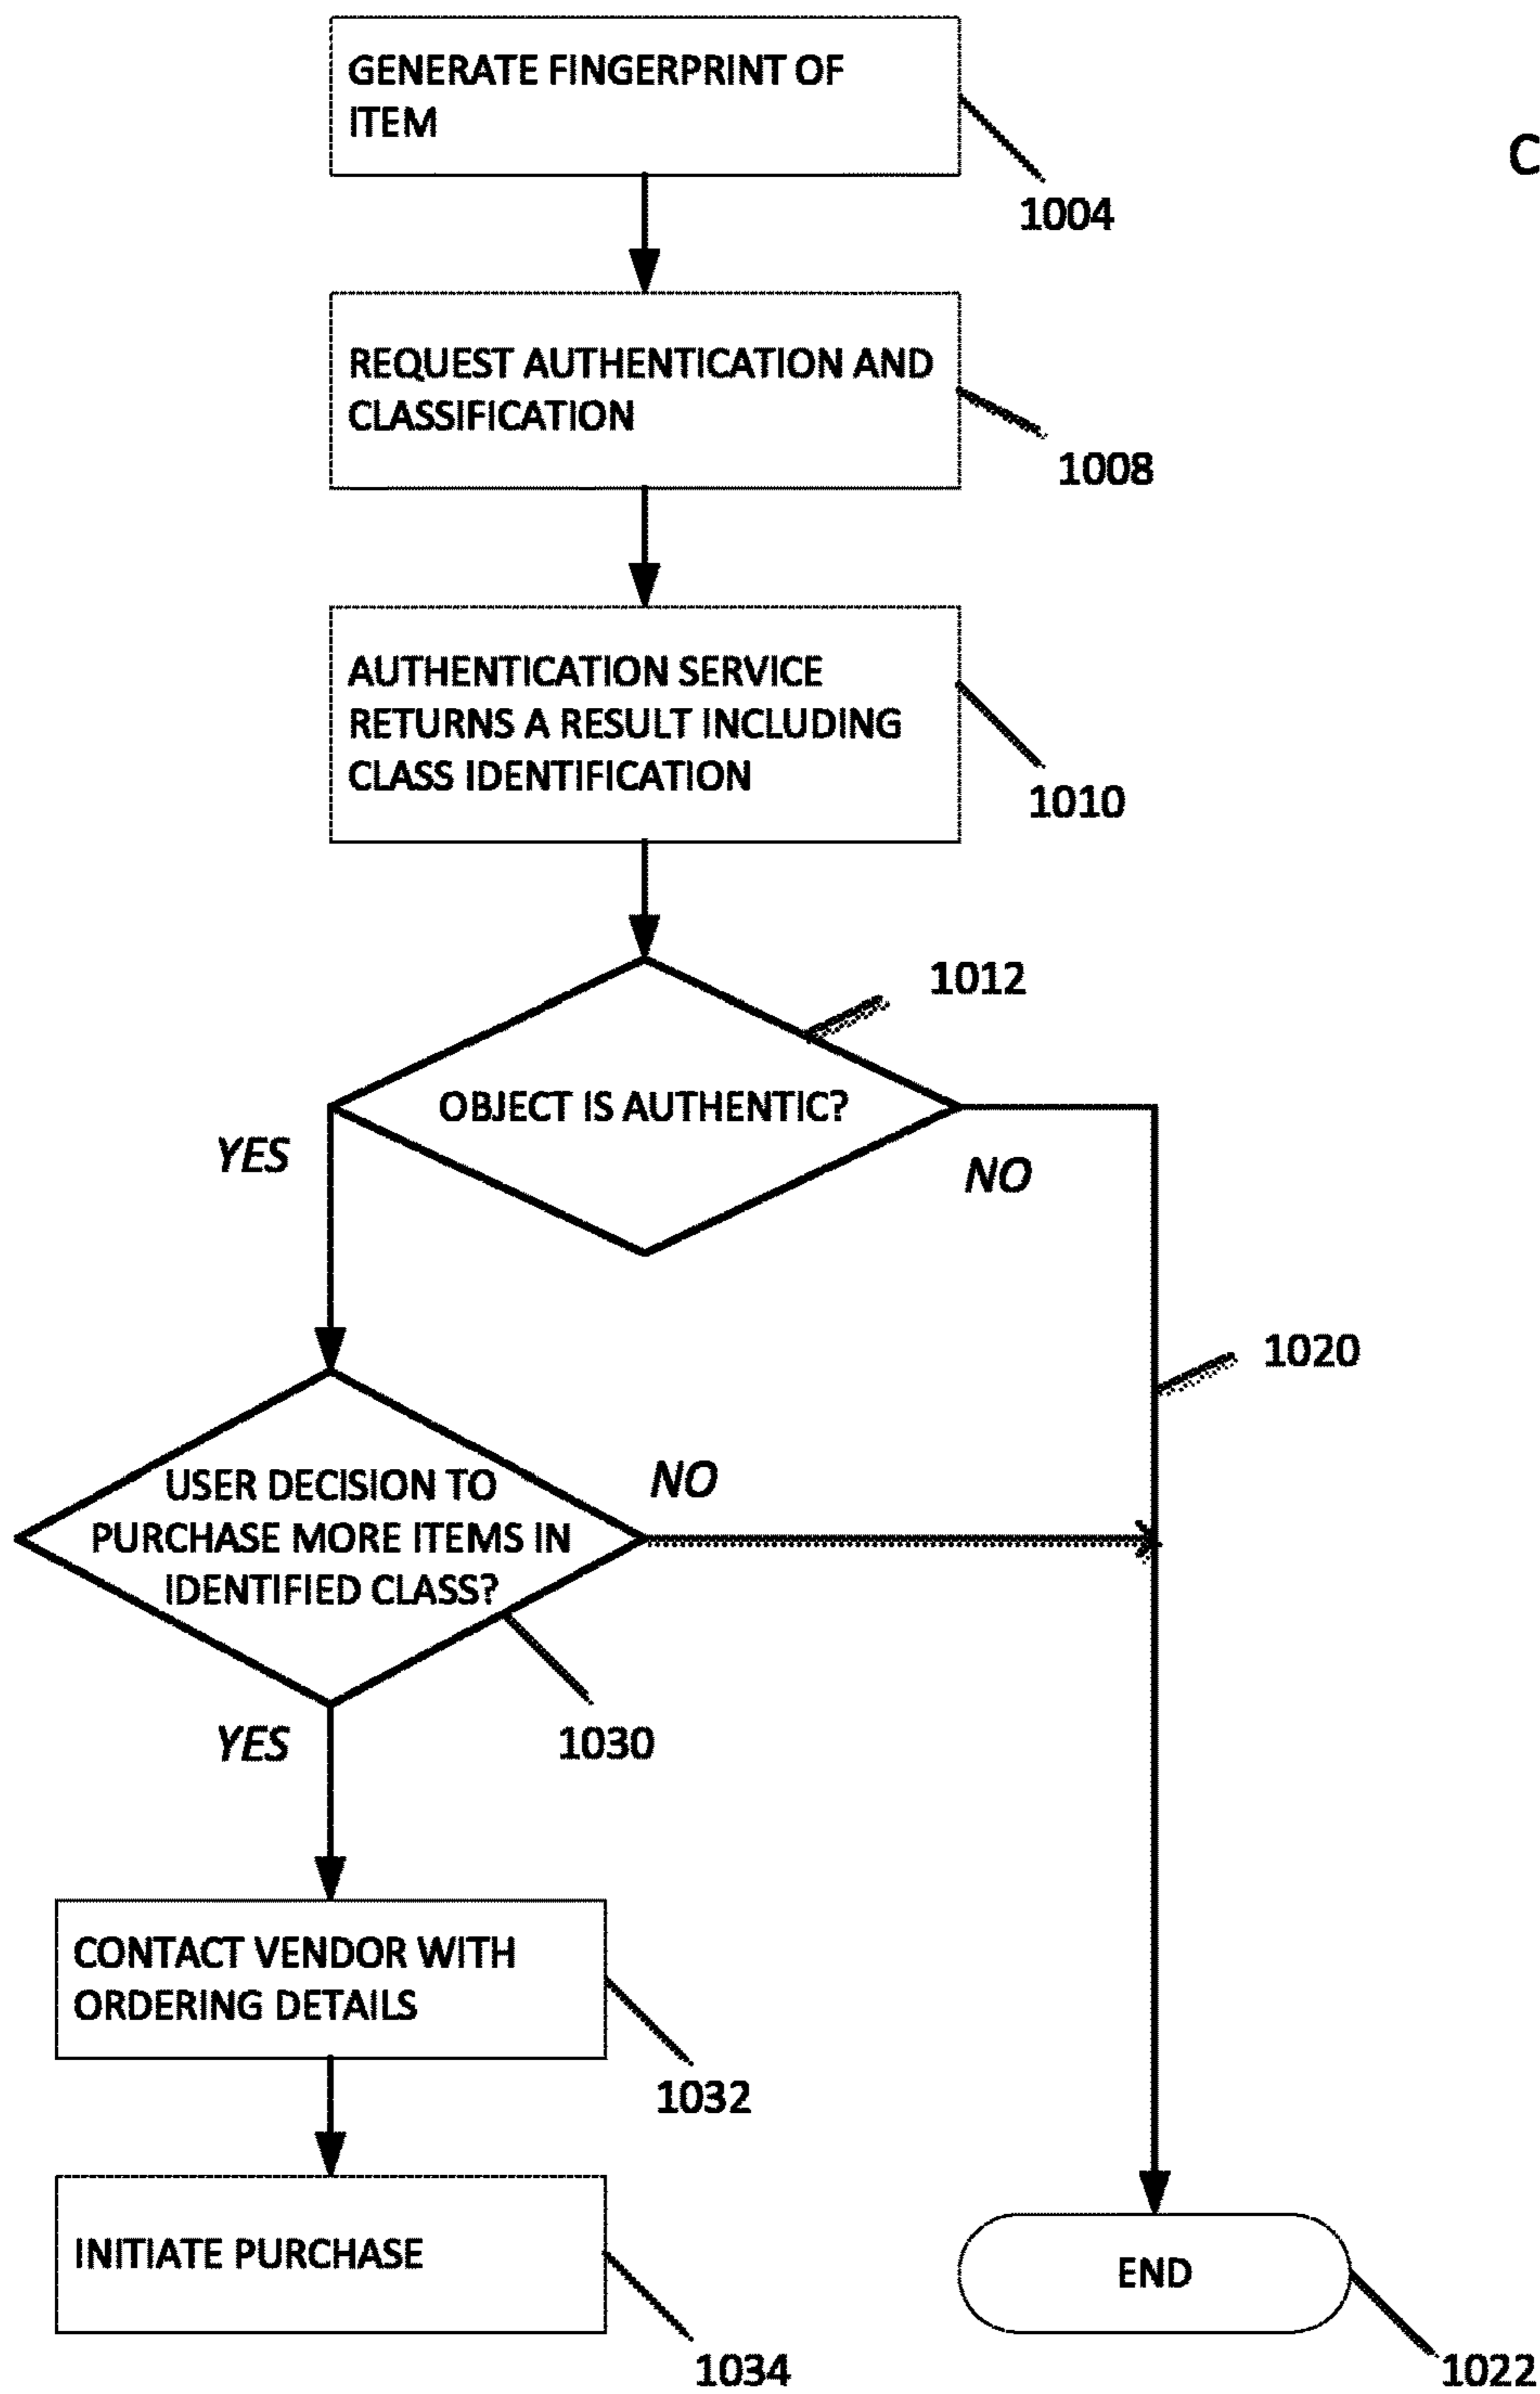 GENERATE FINGERPRINT OF
ITEM
C
1004
REQUEST AUTHENTICATION AND
CLASSIFICATION
1008
AUTHENTICATION SERVICE
RETURNS A RESULT INCLUDING
CLASS IDENTIFICATION
1010
1012
OBJECT IS AUTHENTIC?
YES
NO
1020
USER DECISION TO
PURCHASE MORE ITEMS IN
IDENTIFIED CLASS?
NO
1030
YES
CONTACT VENDOR WITH
ORDERING DETAILS
1032
INITIATE PURCHASE
1034
END
1022